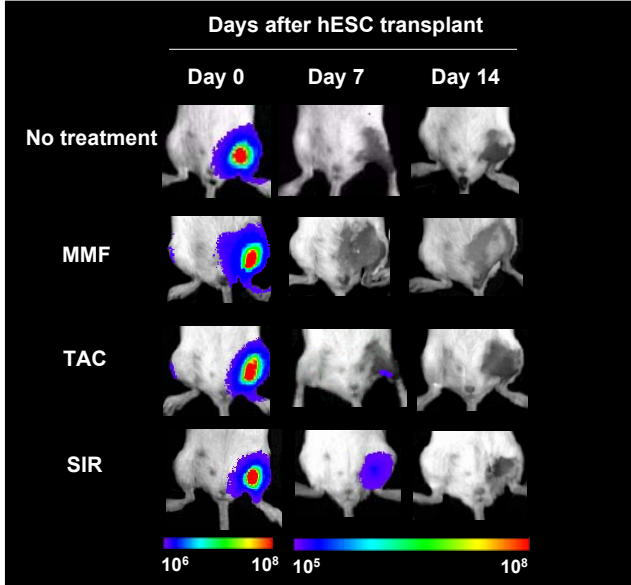 Days after hESC transplant
Day 0 Day 7 Day 14
No treatment
MMF
TAC
SIR
10⁶ 10⁸ 10⁵ 10⁸